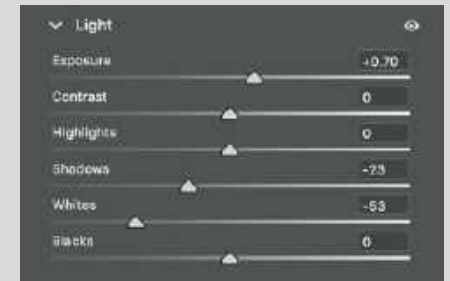 Light
Exposure +0.70
Contrast 0
Highlights 0
Shadows -23
Whites -53
Blacks 0